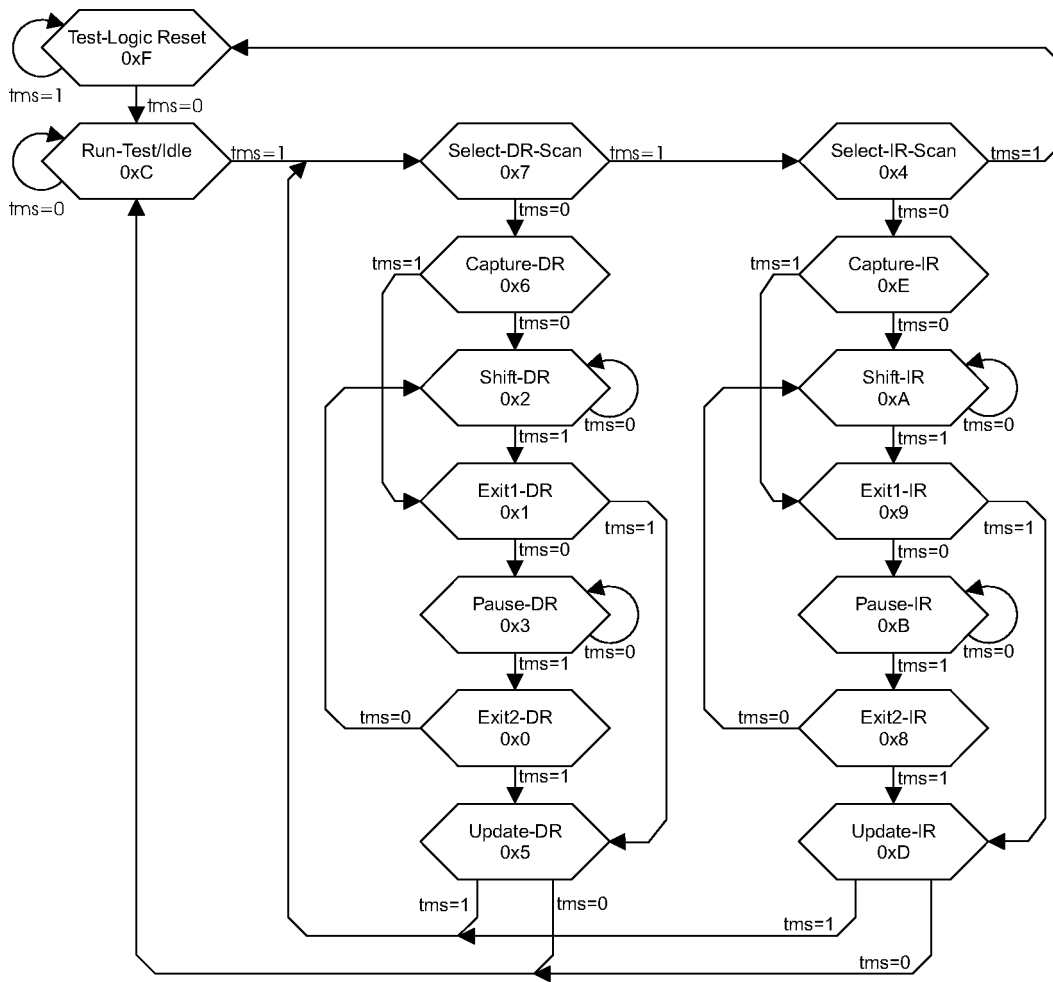 Test-Logic Reset
0xF
tms=1
tms=0
Run-Test/Idle
0xC
tms=1
tms=0
Select-DR-Scan
0x7
tms=1
Select-IR-Scan
0x4
tms=1
tms=0
tms=0
tms=1
Capture-DR
0x6
tms=1
Capture-IR
0xE
tms=0
tms=0
Shift-DR
0x2
tms=0
Shift-IR
0xA
tms=0
tms=1
tms=1
Exit1-DR
0x1
tms=1
Exit1-IR
0x9
tms=1
tms=0
tms=0
Pause-DR
0x3
tms=0
Pause-IR
0xB
tms=0
tms=1
tms=1
tms=0
Exit2-DR
0x0
tms=0
Exit2-IR
0x8
tms=1
tms=1
Update-DR
0x5
Update-IR
0xD
tms=1
tms=0
tms=1
tms=0